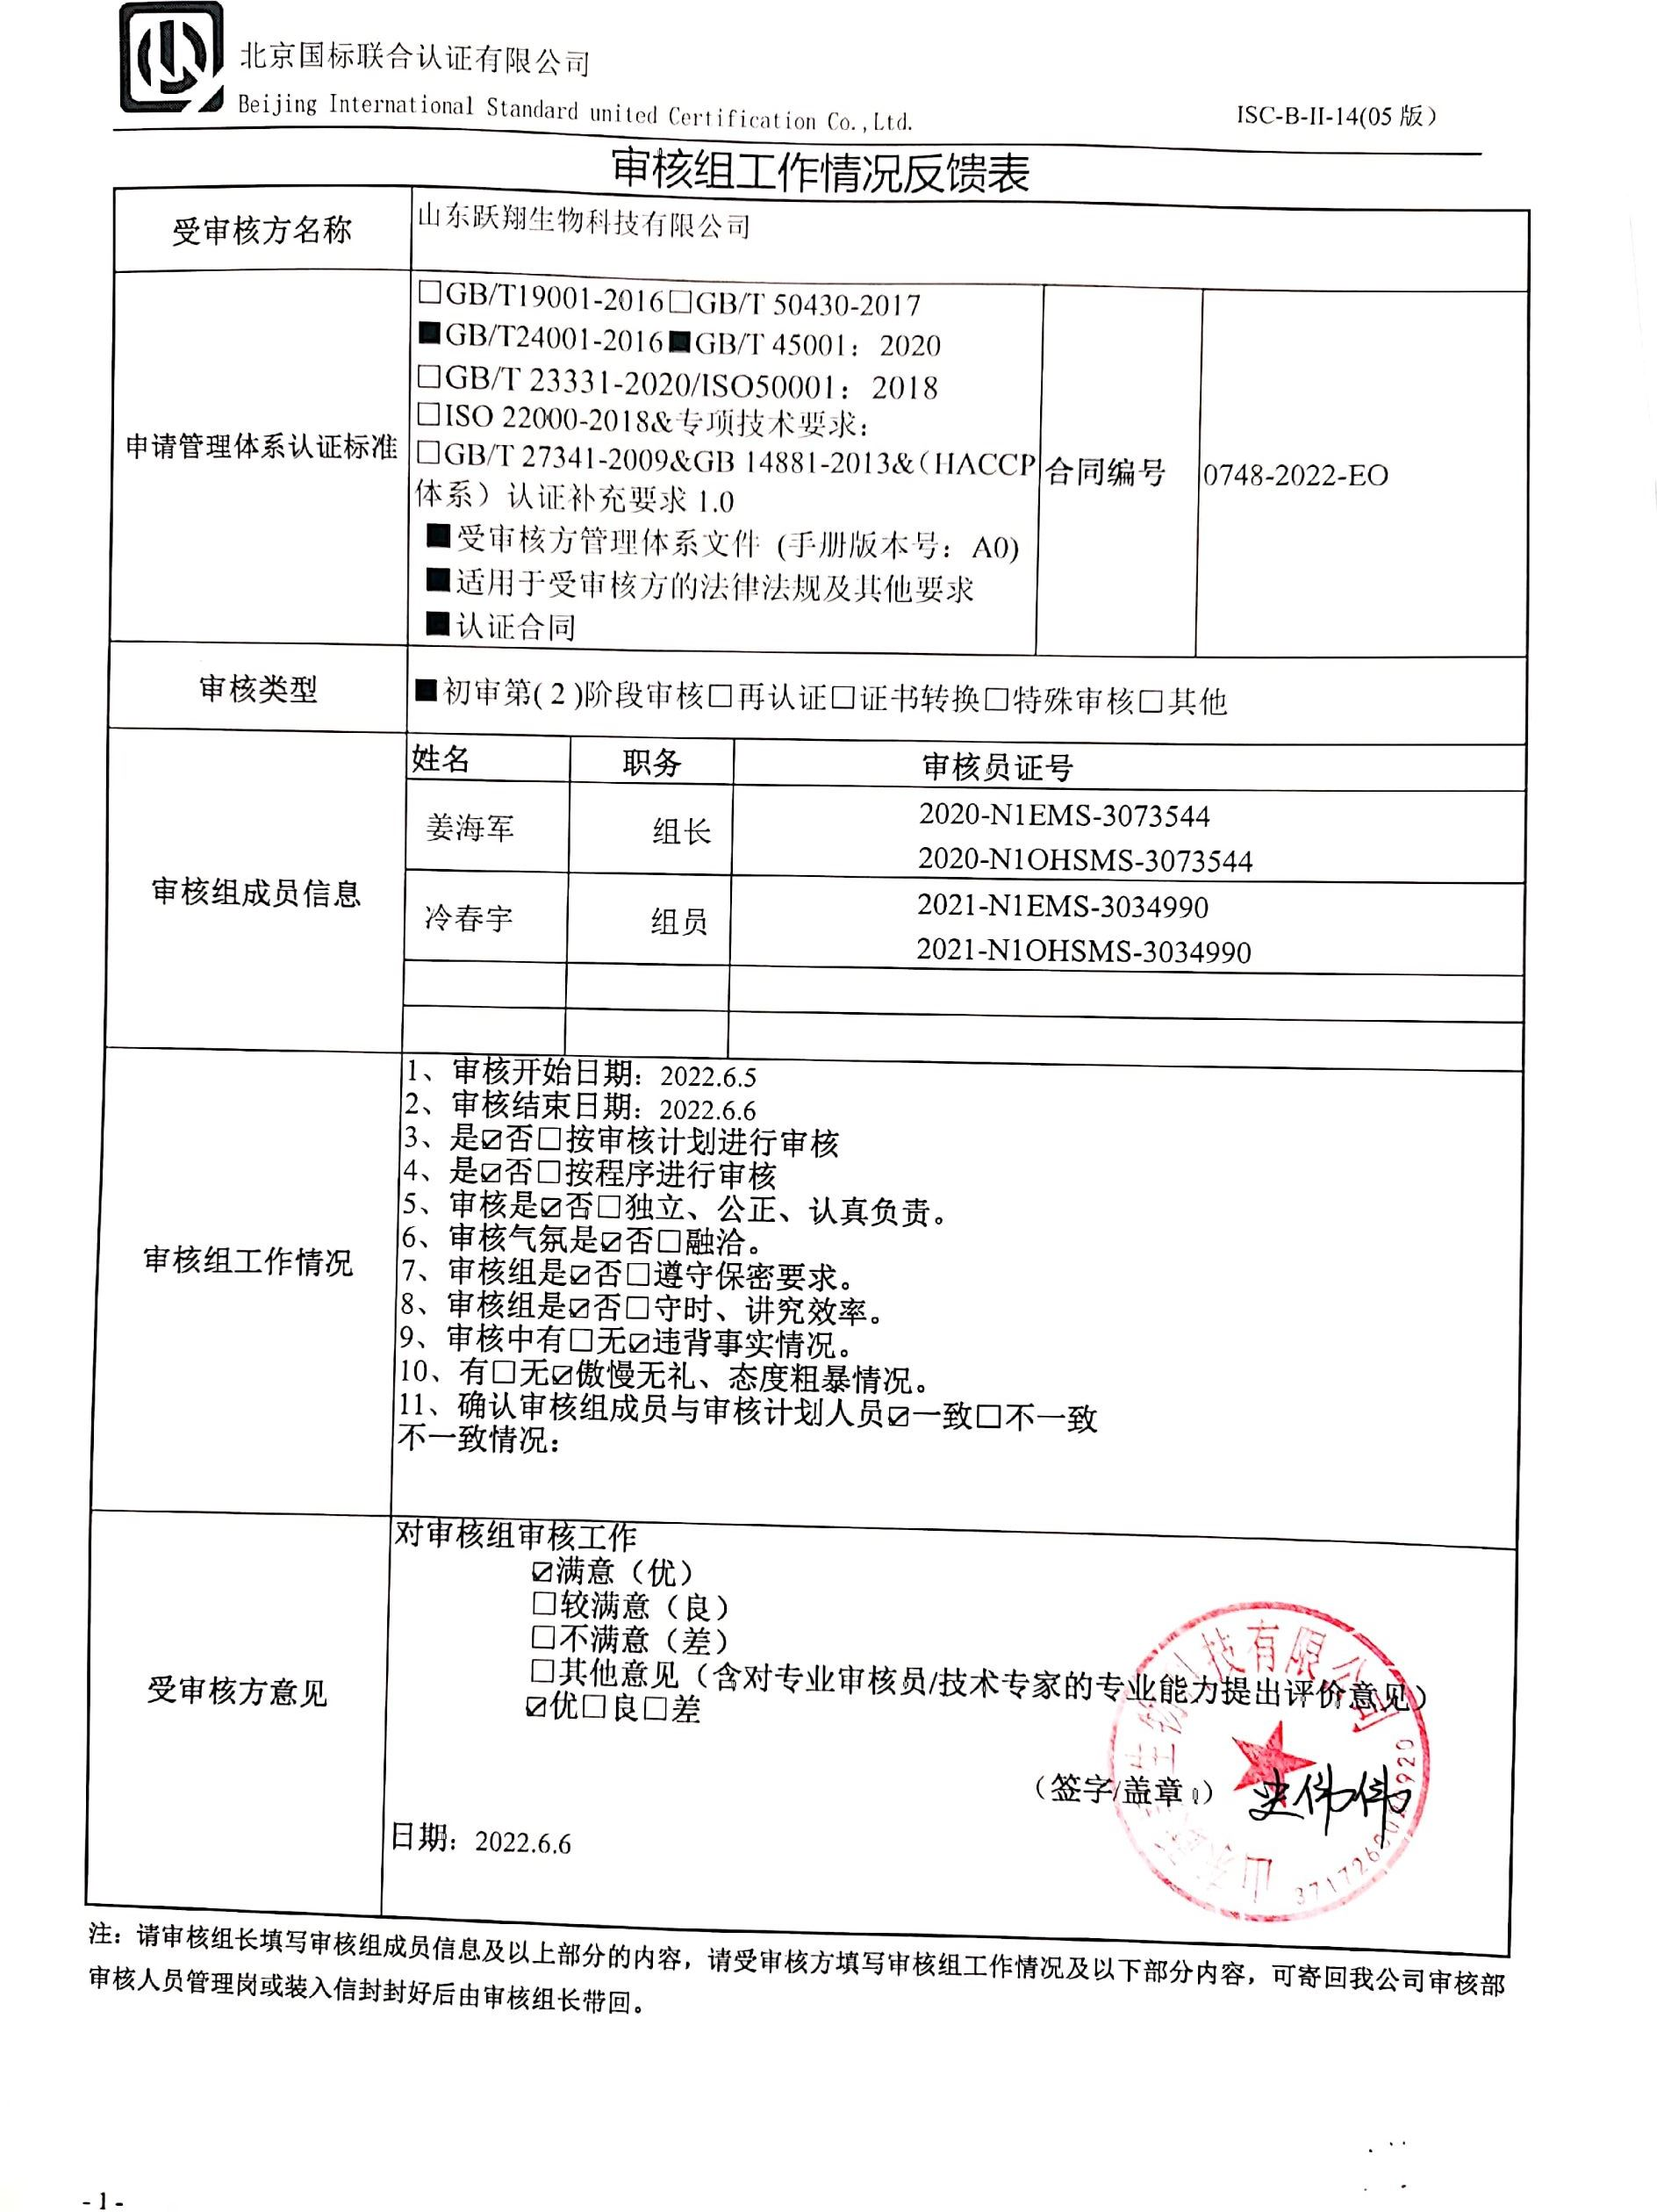 北京国标联合认证有限公司
Beijing International Standard united Certification Co.,Ltd.
ISC-B-II-14(05 版）
审核组工作情况反馈表
受审核方名称
山东跃翔生物科技有限公司
申请管理体系认证标准
□GB/T19001-2016□GB/T 50430-2017
■GB/T24001-2016■GB/T 45001：2020
□GB/T 23331-2020/ISO50001：2018
□ISO 22000-2018&专项技术要求:
□GB/T 27341-2009&GB 14881-2013&（HACCP
体系）认证补充要求 1.0
■受审核方管理体系文件 (手册版本号：A0)
■适用于受审核方的法律法规及其他要求
■认证合同
合同编号
0748-2022-EO
审核类型
■初审第( 2 )阶段审核□再认证□证书转换□特殊审核□其他
审核组成员信息
姓名 职务 审核员证号
姜海军 组长 2020-N1EMS-3073544
2020-N1OHSMS-3073544
冷春宇 组员 2021-N1EMS-3034990
2021-N1OHSMS-3034990
审核组工作情况
1、审核开始日期：2022.6.5
2、审核结束日期：2022.6.6
3、是☑否□按审核计划进行审核
4、是☑否□按程序进行审核
5、审核是☑否□独立、公正、认真负责。
6、审核气氛是☑否□融洽。
7、审核组是☑否□遵守保密要求。
8、审核组是☑否□守时、讲究效率。
9、审核中有□无☑违背事实情况。
10、有□无☑傲慢无礼、态度粗暴情况。
11、确认审核组成员与审核计划人员☑一致□不一致
不一致情况：
受审核方意见
对审核组审核工作
☑满意（优）
□较满意（良）
□不满意（差）
□其他意见（含对专业审核员/技术专家的专业能力提出评价意见）
☑优□良□差
（签字/盖章）
史伟伟
日期：2022.6.6
注：请审核组长填写审核组成员信息及以上部分的内容，请受审核方填写审核组工作情况及以下部分内容，可寄回我公司审核部
审核人员管理岗或装入信封封好后由审核组长带回。
- 1 -